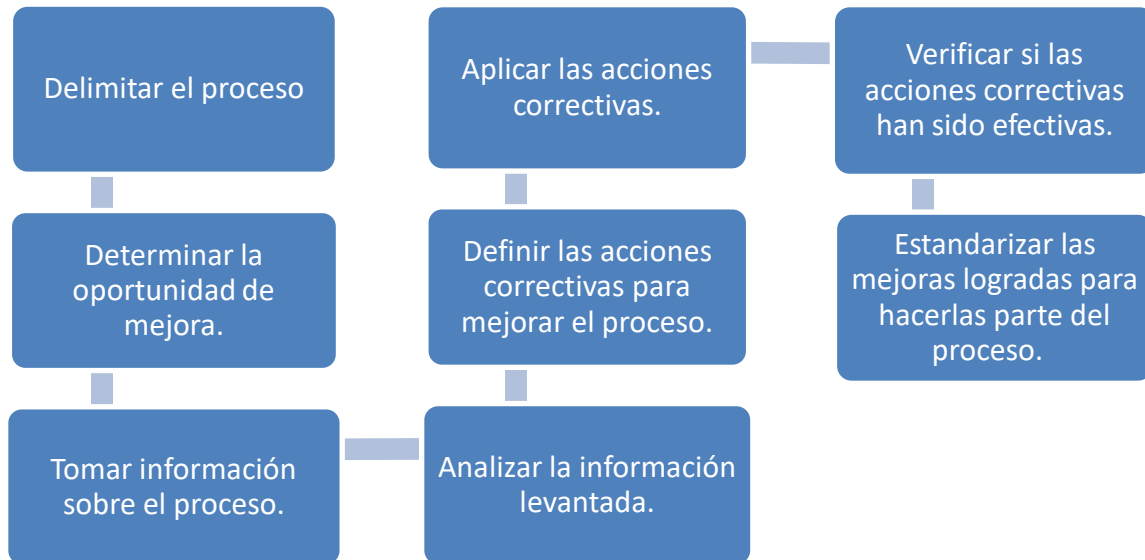 Delimitar el proceso
Determinar la
oportunidad de
mejora.
Tomar información
sobre el proceso.
Analizar la información
levantada.
Definir las acciones
correctivas para
mejorar el proceso.
Aplicar las acciones
correctivas.
Verificar si las
acciones correctivas
han sido efectivas.
Estandarizar las
mejoras logradas para
hacerlas parte del
proceso.